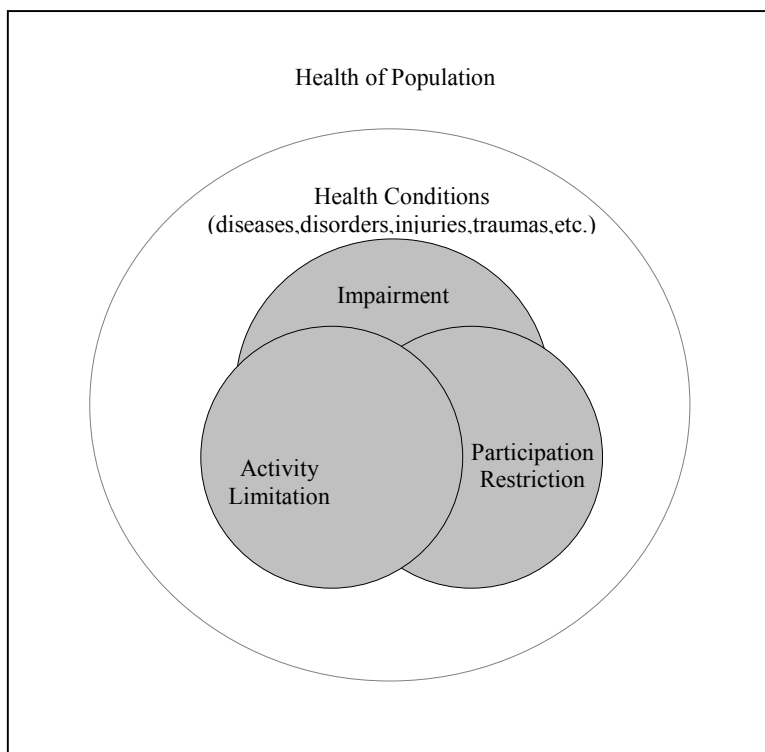 Health of Population
Health Conditions
(diseases,disorders,injuries,traumas,etc.)
Impairment
Participation
Restriction
Activity
Limitation